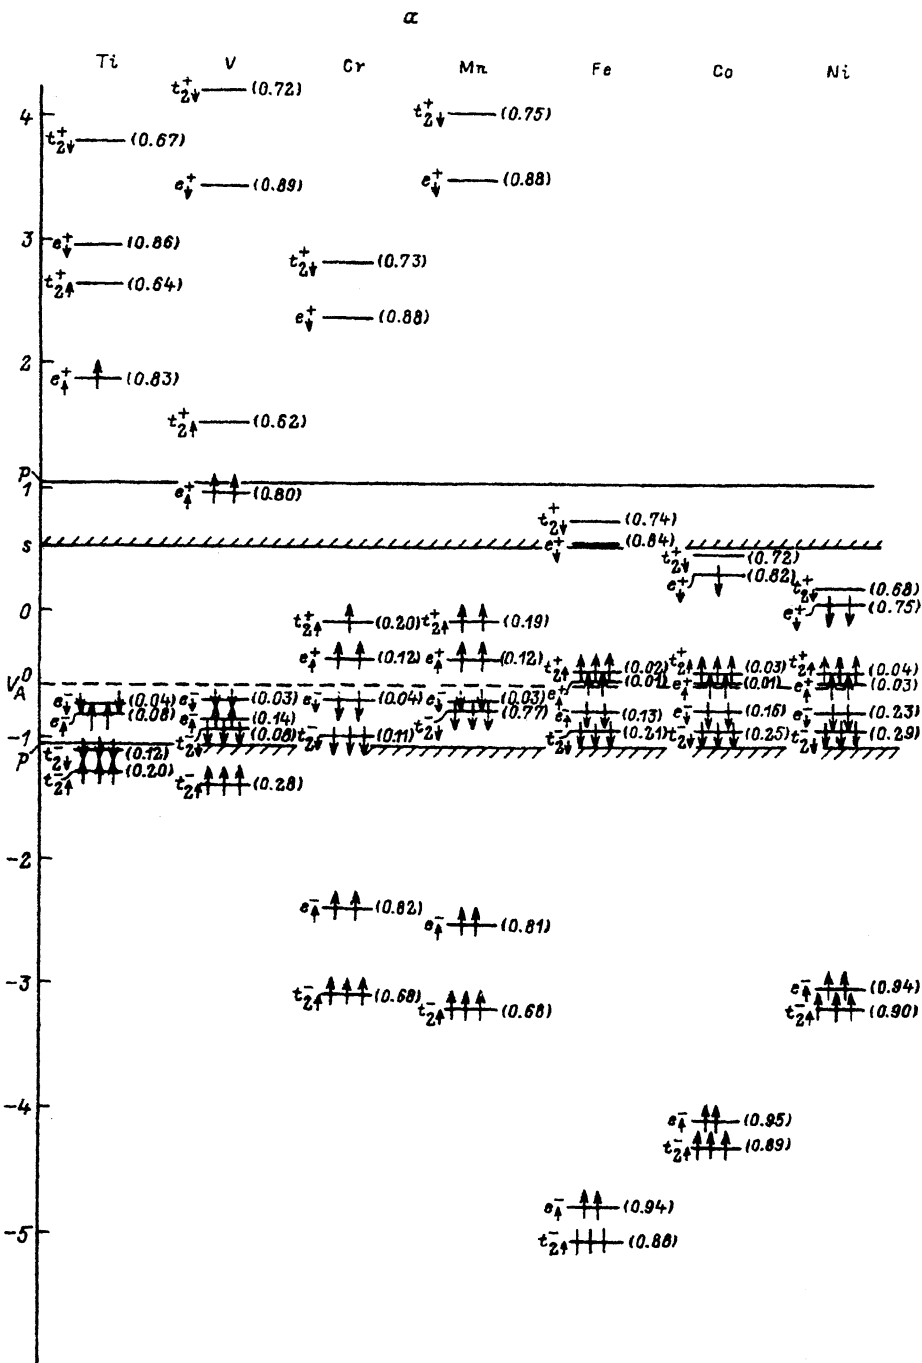 a
Ti V Cr Mn Fe Co Ni
t₂↓⁺ (0.72)
4 t₂↓⁺ (0.75)
t₂↓⁺ (0.67)
e↓⁺ (0.89) e↓⁺ (0.88)
3 e↓⁺ (0.86)
t₂↓⁺ (0.73)
t₂↑⁺ (0.64)
e↓⁺ (0.88)
2
e↑⁺ (0.83)
t₂↑⁺ (0.62)
p
1 e↑⁺ (0.80)
t₂↓⁺ (0.74)
s e↓⁺ (0.84)
t₂↓⁺ (0.72)
e↓⁺ (0.82) t₂↓⁺ (0.68)
0 e↓⁺ (0.75)
t₂↑⁺ (0.20) t₂↑⁺ (0.19)
e↑⁺ (0.12) e↑⁺ (0.12)
t₂↑⁺ (0.02) t₂↑⁺ (0.03) t₂↑⁺ (0.04)
V_A⁰ e↑⁺ (0.01) e↑⁺ (0.01) e↑⁺ (0.03)
e↓⁻ (0.04) e↓⁻ (0.03) e↓⁻ (0.04) e↓⁻ (0.03)
e↑⁻ (0.08) e↑⁻ (0.14) t₂↓⁻ (0.77) e↓⁻ (0.13) e↓⁻ (0.16) e↓⁻ (0.23)
-1 t₂↓⁻ (0.08) t₂↓⁻ (0.11) t₂↓⁻ (0.21) t₂↓⁻ (0.25) t₂↓⁻ (0.29)
p
t₂↓⁻ (0.12)
t₂↑⁻ (0.20) t₂↑⁻ (0.28)
-2
e↑⁻ (0.82) e↑⁻ (0.81)
-3 t₂↑⁻ (0.68) t₂↑⁻ (0.68) e↑⁻ (0.94)
t₂↑⁻ (0.90)
-4 e↑⁻ (0.95)
t₂↑⁻ (0.89)
e↑⁻ (0.94)
-5 t₂↑⁻ (0.88)